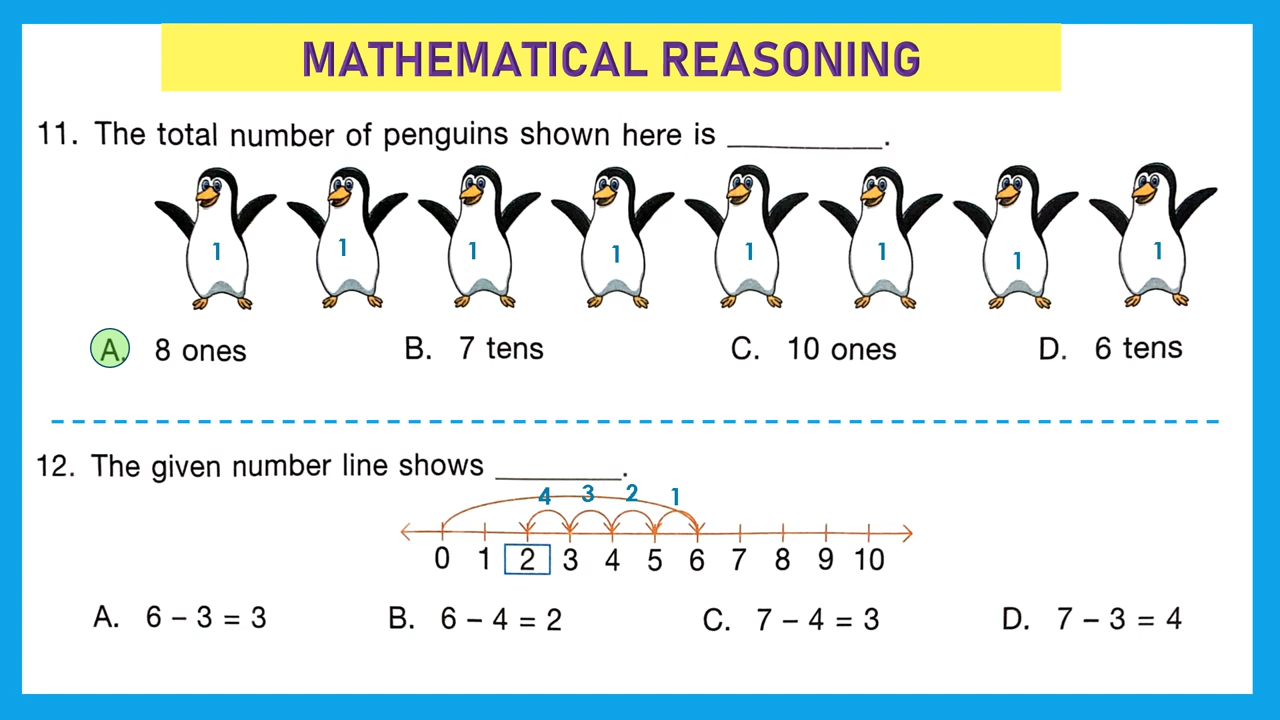 MATHEMATICAL REASONING
11. The total number of penguins shown here is __________.
1 1 1 1 1 1 1 1
A. 8 ones B. 7 tens C. 10 ones D. 6 tens
12. The given number line shows ________.
4 3 2 1
0 1 2 3 4 5 6 7 8 9 10
A. 6 – 3 = 3 B. 6 – 4 = 2 C. 7 – 4 = 3 D. 7 – 3 = 4